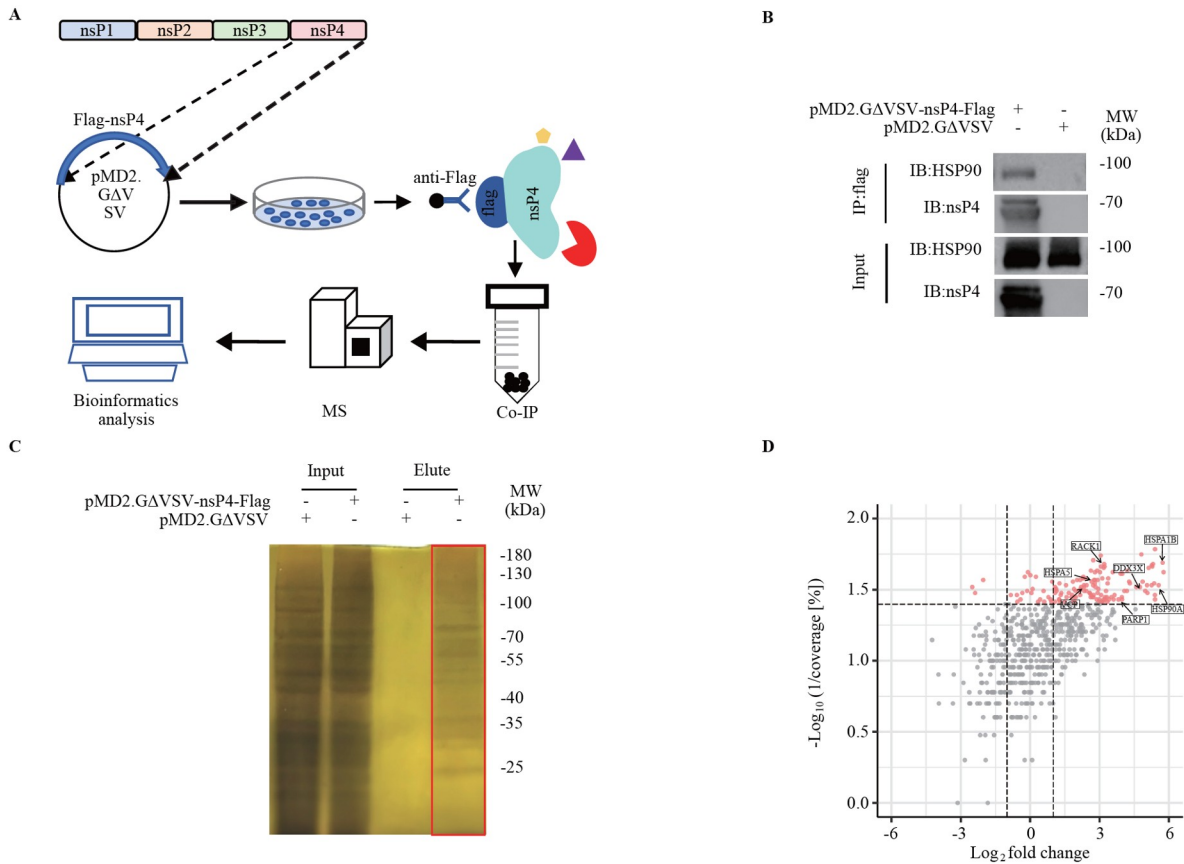 A
nsP1 nsP2 nsP3 nsP4
Flag-nsP4
pMD2.
GΔV
SV
anti-Flag
flag
nsP4
Bioinformatics
analysis
MS
Co-IP
B
pMD2.GΔVSV-nsP4-Flag + -
pMD2.GΔVSV - +
MW
(kDa)
IP:flag
IB:HSP90 -100
IB:nsP4 -70
Input
IB:HSP90 -100
IB:nsP4 -70
C
Input Elute
pMD2.GΔVSV-nsP4-Flag - + - +
pMD2.GΔVSV + - + -
MW
(kDa)
-180
-130
-100
-70
-55
-40
-35
-25
D
-Log10 (1/coverage [%])
2.0
1.5
1.0
0.5
0.0
RACK1
HSPA1B
HSPA5
DDX3X
HSP90A
PARP1
-6 -3 0 3 6
Log2 fold change